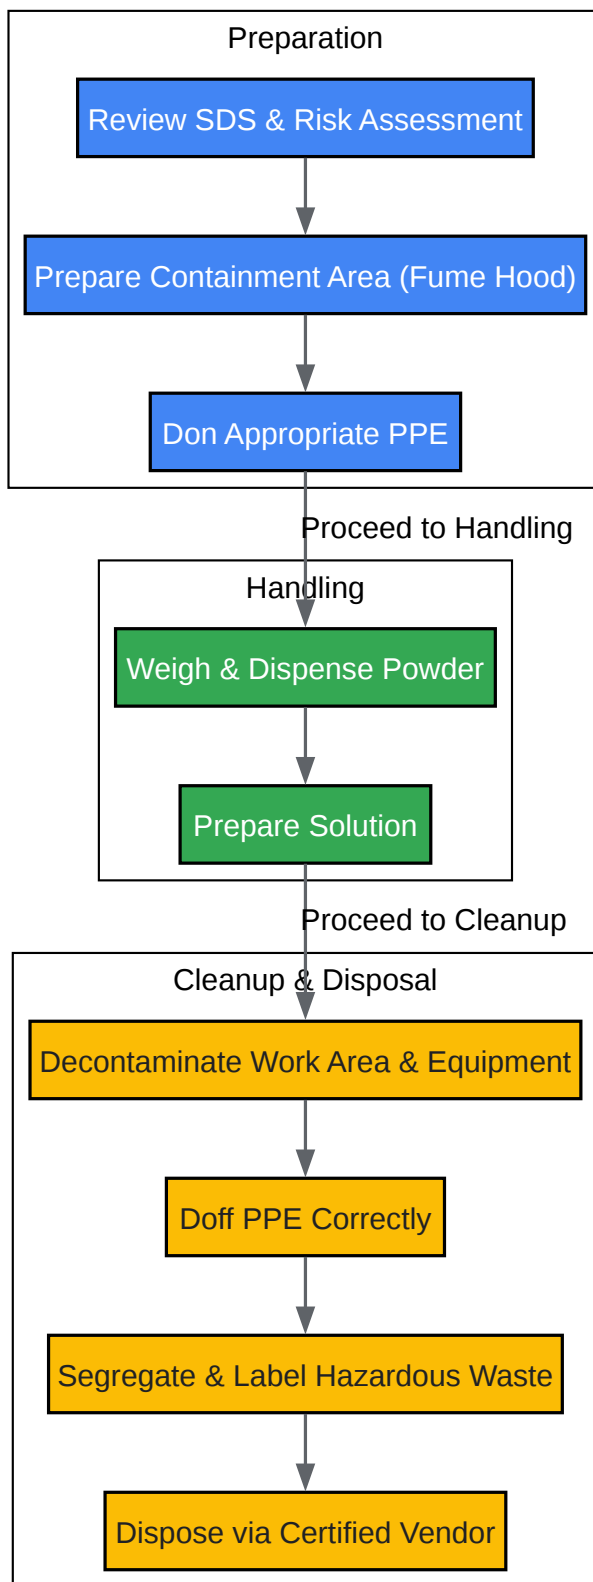 Preparation
Review SDS & Risk Assessment
Prepare Containment Area (Fume Hood)
Don Appropriate PPE
Proceed to Handling
Handling
Weigh & Dispense Powder
Prepare Solution
Proceed to Cleanup
Cleanup & Disposal
Decontaminate Work Area & Equipment
Doff PPE Correctly
Segregate & Label Hazardous Waste
Dispose via Certified Vendor